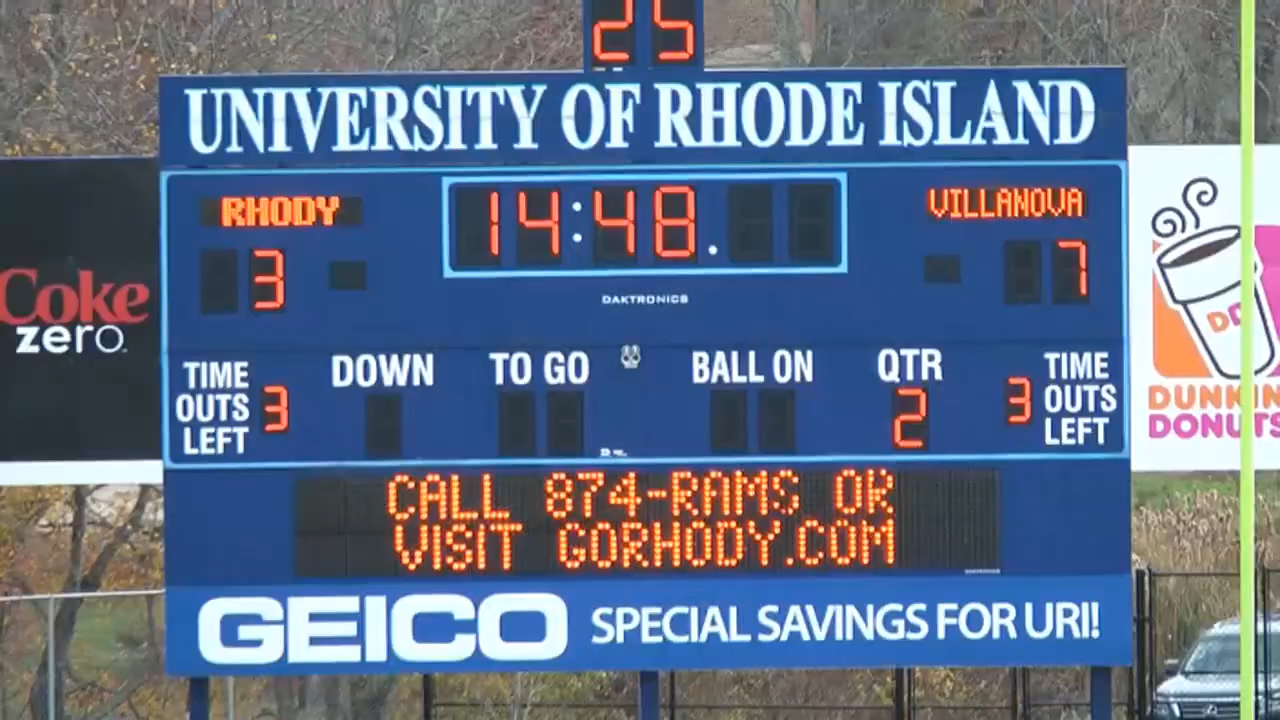 25
UNIVERSITY OF RHODE ISLAND
RHODY
14:48.
VILLANOVA
3
7
DAKTRONICS
TIME OUTS LEFT
3
DOWN
TO GO
BALL ON
QTR
2
3
TIME OUTS LEFT
CALL 874-RAMS OR
VISIT GORHODY.COM
GEICO SPECIAL SAVINGS FOR URI!
Coke
zero
DD
DUNKIN
DONUTS